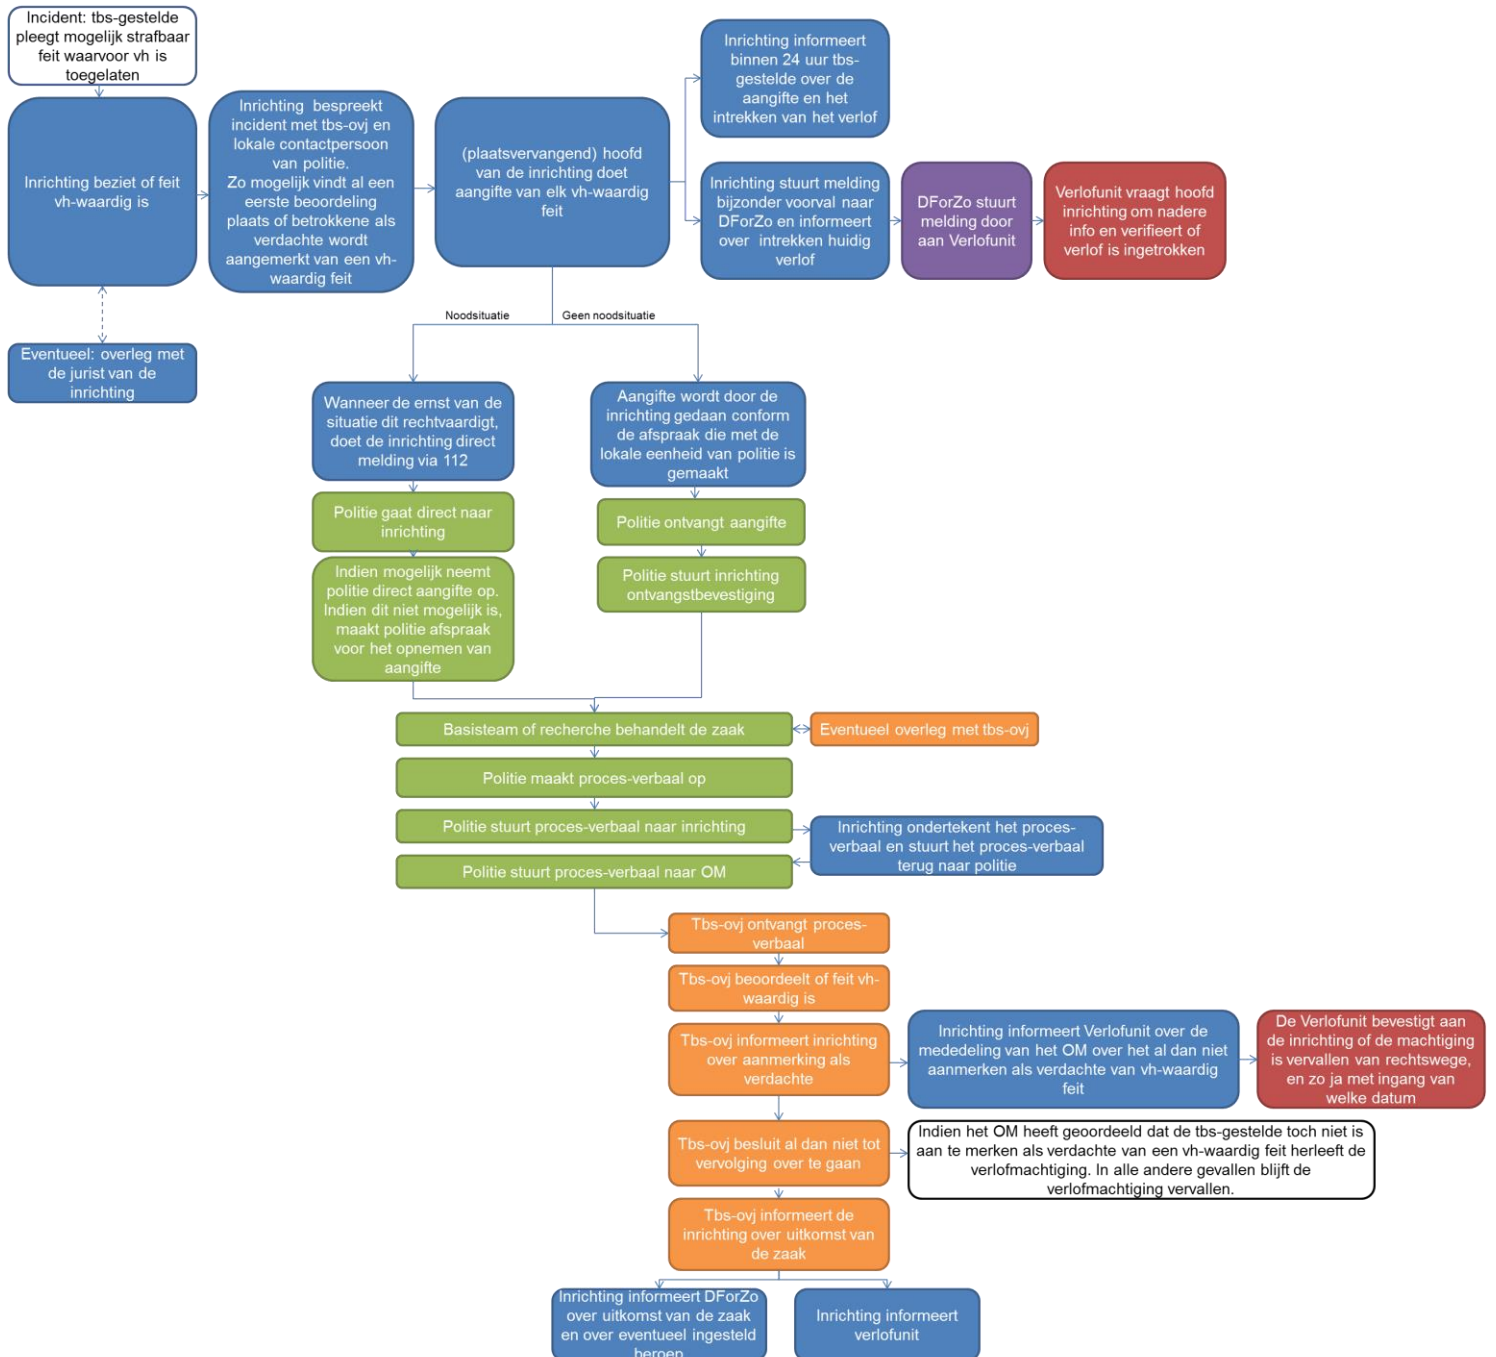 Incident: tbs-gestelde
pleegt mogelijk strafbaar
feit waarvoor vh is
toegelaten
Inrichting beziet of feit
vh-waardig is
Eventueel: overleg met
de jurist van de
inrichting
Inrichting bespreekt
incident met tbs-ovj en
lokale contactpersoon
van politie.
Zo mogelijk vindt al een
eerste beoordeling
plaats of betrokkene als
verdachte wordt
aangemerkt van een vh-
waardig feit
(plaatsvervangend) hoofd
van de inrichting doet
aangifte van elk vh-waardig
feit
Inrichting informeert
binnen 24 uur tbs-
gestelde over de
aangifte en het
intrekken van het verlof
Inrichting stuurt melding
bijzonder voorval naar
DForZo en informeert
over intrekken huidig
verlof
DForZo stuurt
melding door
aan Verlofunit
Verlofunit vraagt hoofd
inrichting om nadere
info en verifieert of
verlof is ingetrokken
Noodsituatie
Geen noodsituatie
Wanneer de ernst van de
situatie dit rechtvaardigt,
doet de inrichting direct
melding via 112
Politie gaat direct naar
inrichting
Indien mogelijk neemt
politie direct aangifte op.
Indien dit niet mogelijk is,
maakt politie afspraak
voor het opnemen van
aangifte
Aangifte wordt door de
inrichting gedaan conform
de afspraak die met de
lokale eenheid van politie is
gemaakt
Politie ontvangt aangifte
Politie stuurt inrichting
ontvangstbevestiging
Basisteam of recherche behandelt de zaak
Eventueel overleg met tbs-ovj
Politie maakt proces-verbaal op
Politie stuurt proces-verbaal naar inrichting
Inrichting ondertekent het proces-
verbaal en stuurt het proces-verbaal
terug naar politie
Politie stuurt proces-verbaal naar OM
Tbs-ovj ontvangt proces-
verbaal
Tbs-ovj beoordeelt of feit vh-
waardig is
Tbs-ovj informeert inrichting
over aanmerking als
verdachte
Inrichting informeert Verlofunit over de
mededeling van het OM over het al dan niet
aanmerken als verdachte van vh-waardig
feit
De Verlofunit bevestigt aan
de inrichting of de machtiging
is vervallen van rechtswege,
en zo ja met ingang van
welke datum
Tbs-ovj besluit al dan niet tot
vervolging over te gaan
Indien het OM heeft geoordeeld dat de tbs-gestelde toch niet is
aan te merken als verdachte van een vh-waardig feit herleeft de
verlofmachtiging. In alle andere gevallen blijft de
verlofmachtiging vervallen.
Tbs-ovj informeert de
inrichting over uitkomst van
de zaak
Inrichting informeert DForZo
over uitkomst van de zaak
en over eventueel ingesteld
beroep
Inrichting informeert
verlofunit